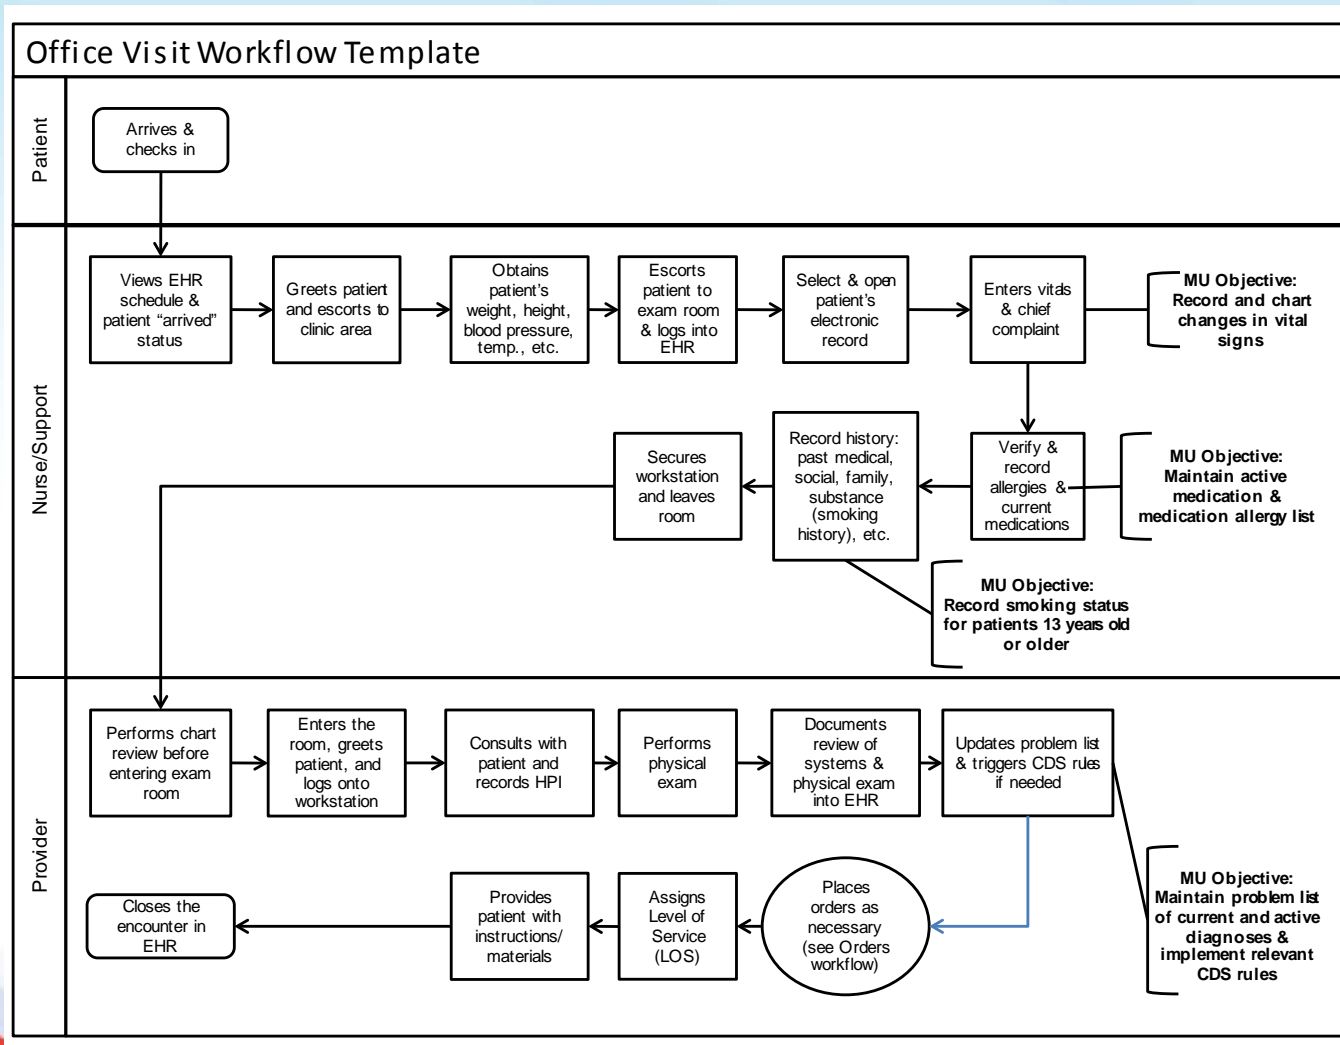 Office Visit Workflow Template
Patient
Arrives &
checks in
Nurse/Support
Views EHR
schedule &
patient “arrived”
status
Greets patient
and escorts to
clinic area
Obtains
patient’s
weight, height,
blood pressure,
temp., etc.
Escorts
patient to
exam room
& logs into
EHR
Select & open
patient’s
electronic
record
Enters vitals
& chief
complaint
MU Objective:
Record and chart
changes in vital
signs
Secures
workstation
and leaves
room
Record history:
past medical,
social, family,
substance
(smoking
history), etc.
Verify &
record
allergies &
current
medications
MU Objective:
Maintain active
medication &
medication allergy list
MU Objective:
Record smoking status
for patients 13 years old
or older
Provider
Performs chart
review before
entering exam
room
Enters the
room, greets
patient, and
logs onto
workstation
Consults with
patient and
records HPI
Performs
physical
exam
Documents
review of
systems &
physical exam
into EHR
Updates problem list
& triggers CDS rules
if needed
Closes the
encounter in
EHR
Provides
patient with
instructions/
materials
Assigns
Level of
Service
(LOS)
Places
orders as
necessary
(see Orders
workflow)
MU Objective:
Maintain problem list
of current and active
diagnoses &
implement relevant
CDS rules